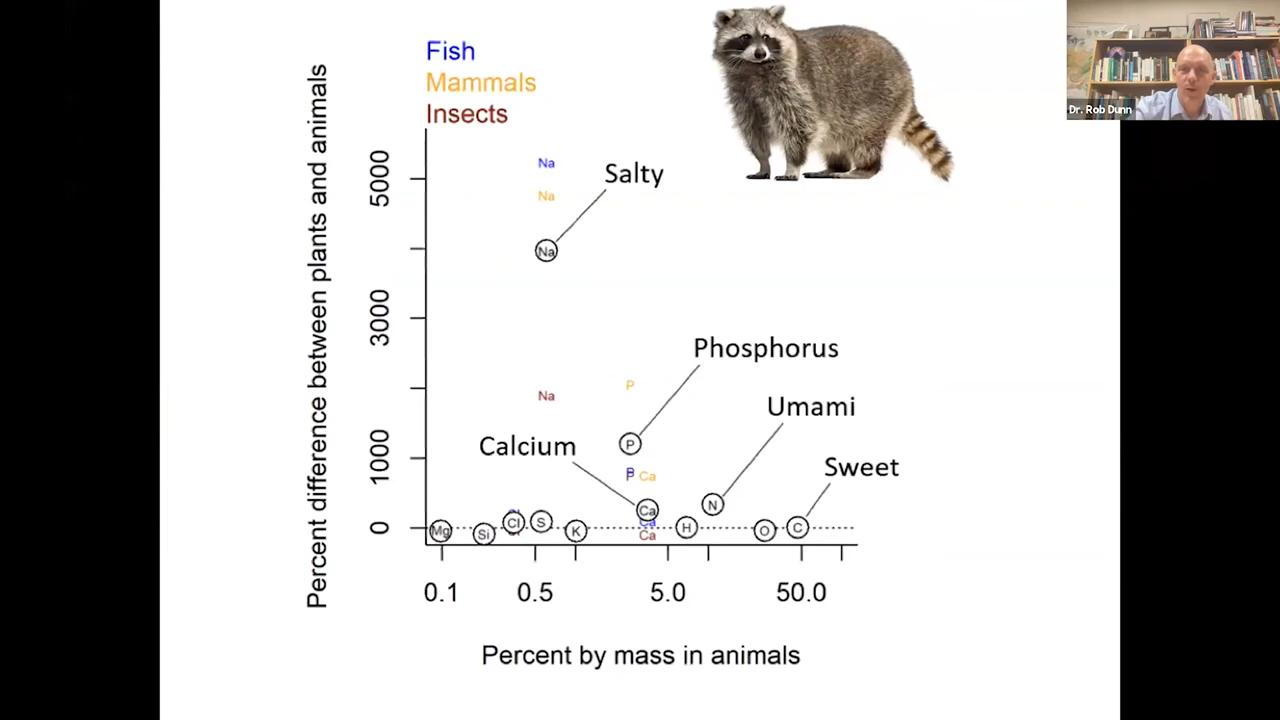 Fish
Mammals
Insects
Dr. Rob Dunn
Percent difference between plants and animals
5000
3000
1000
0
Na
Na
Na
Na
Salty
Phosphorus
Umami
Sweet
Calcium
P
P
P
Ca
Ca
Ca
Ca
Mg
Si
Cl
S
K
H
N
O
C
0.1
0.5
5.0
50.0
Percent by mass in animals